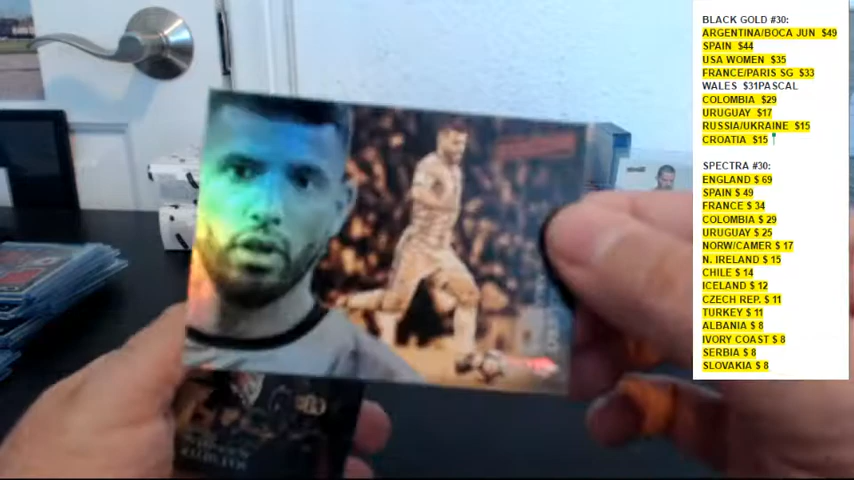 BLACK GOLD #30:
ARGENTINA/BOCA JUN $49
SPAIN $44
USA WOMEN $35
FRANCE/PARIS SG $33
WALES $31PASCAL
COLOMBIA $29
URUGUAY $17
RUSSIA/UKRAINE $15
CROATIA $15
SPECTRA #30:
ENGLAND $ 69
SPAIN $ 49
FRANCE $ 34
COLOMBIA $ 29
URUGUAY $ 25
NORW/CAMER $ 17
N. IRELAND $ 15
CHILE $ 14
ICELAND $ 12
CZECH REP. $ 11
TURKEY $ 11
ALBANIA $ 8
IVORY COAST $ 8
SERBIA $ 8
SLOVAKIA $ 8